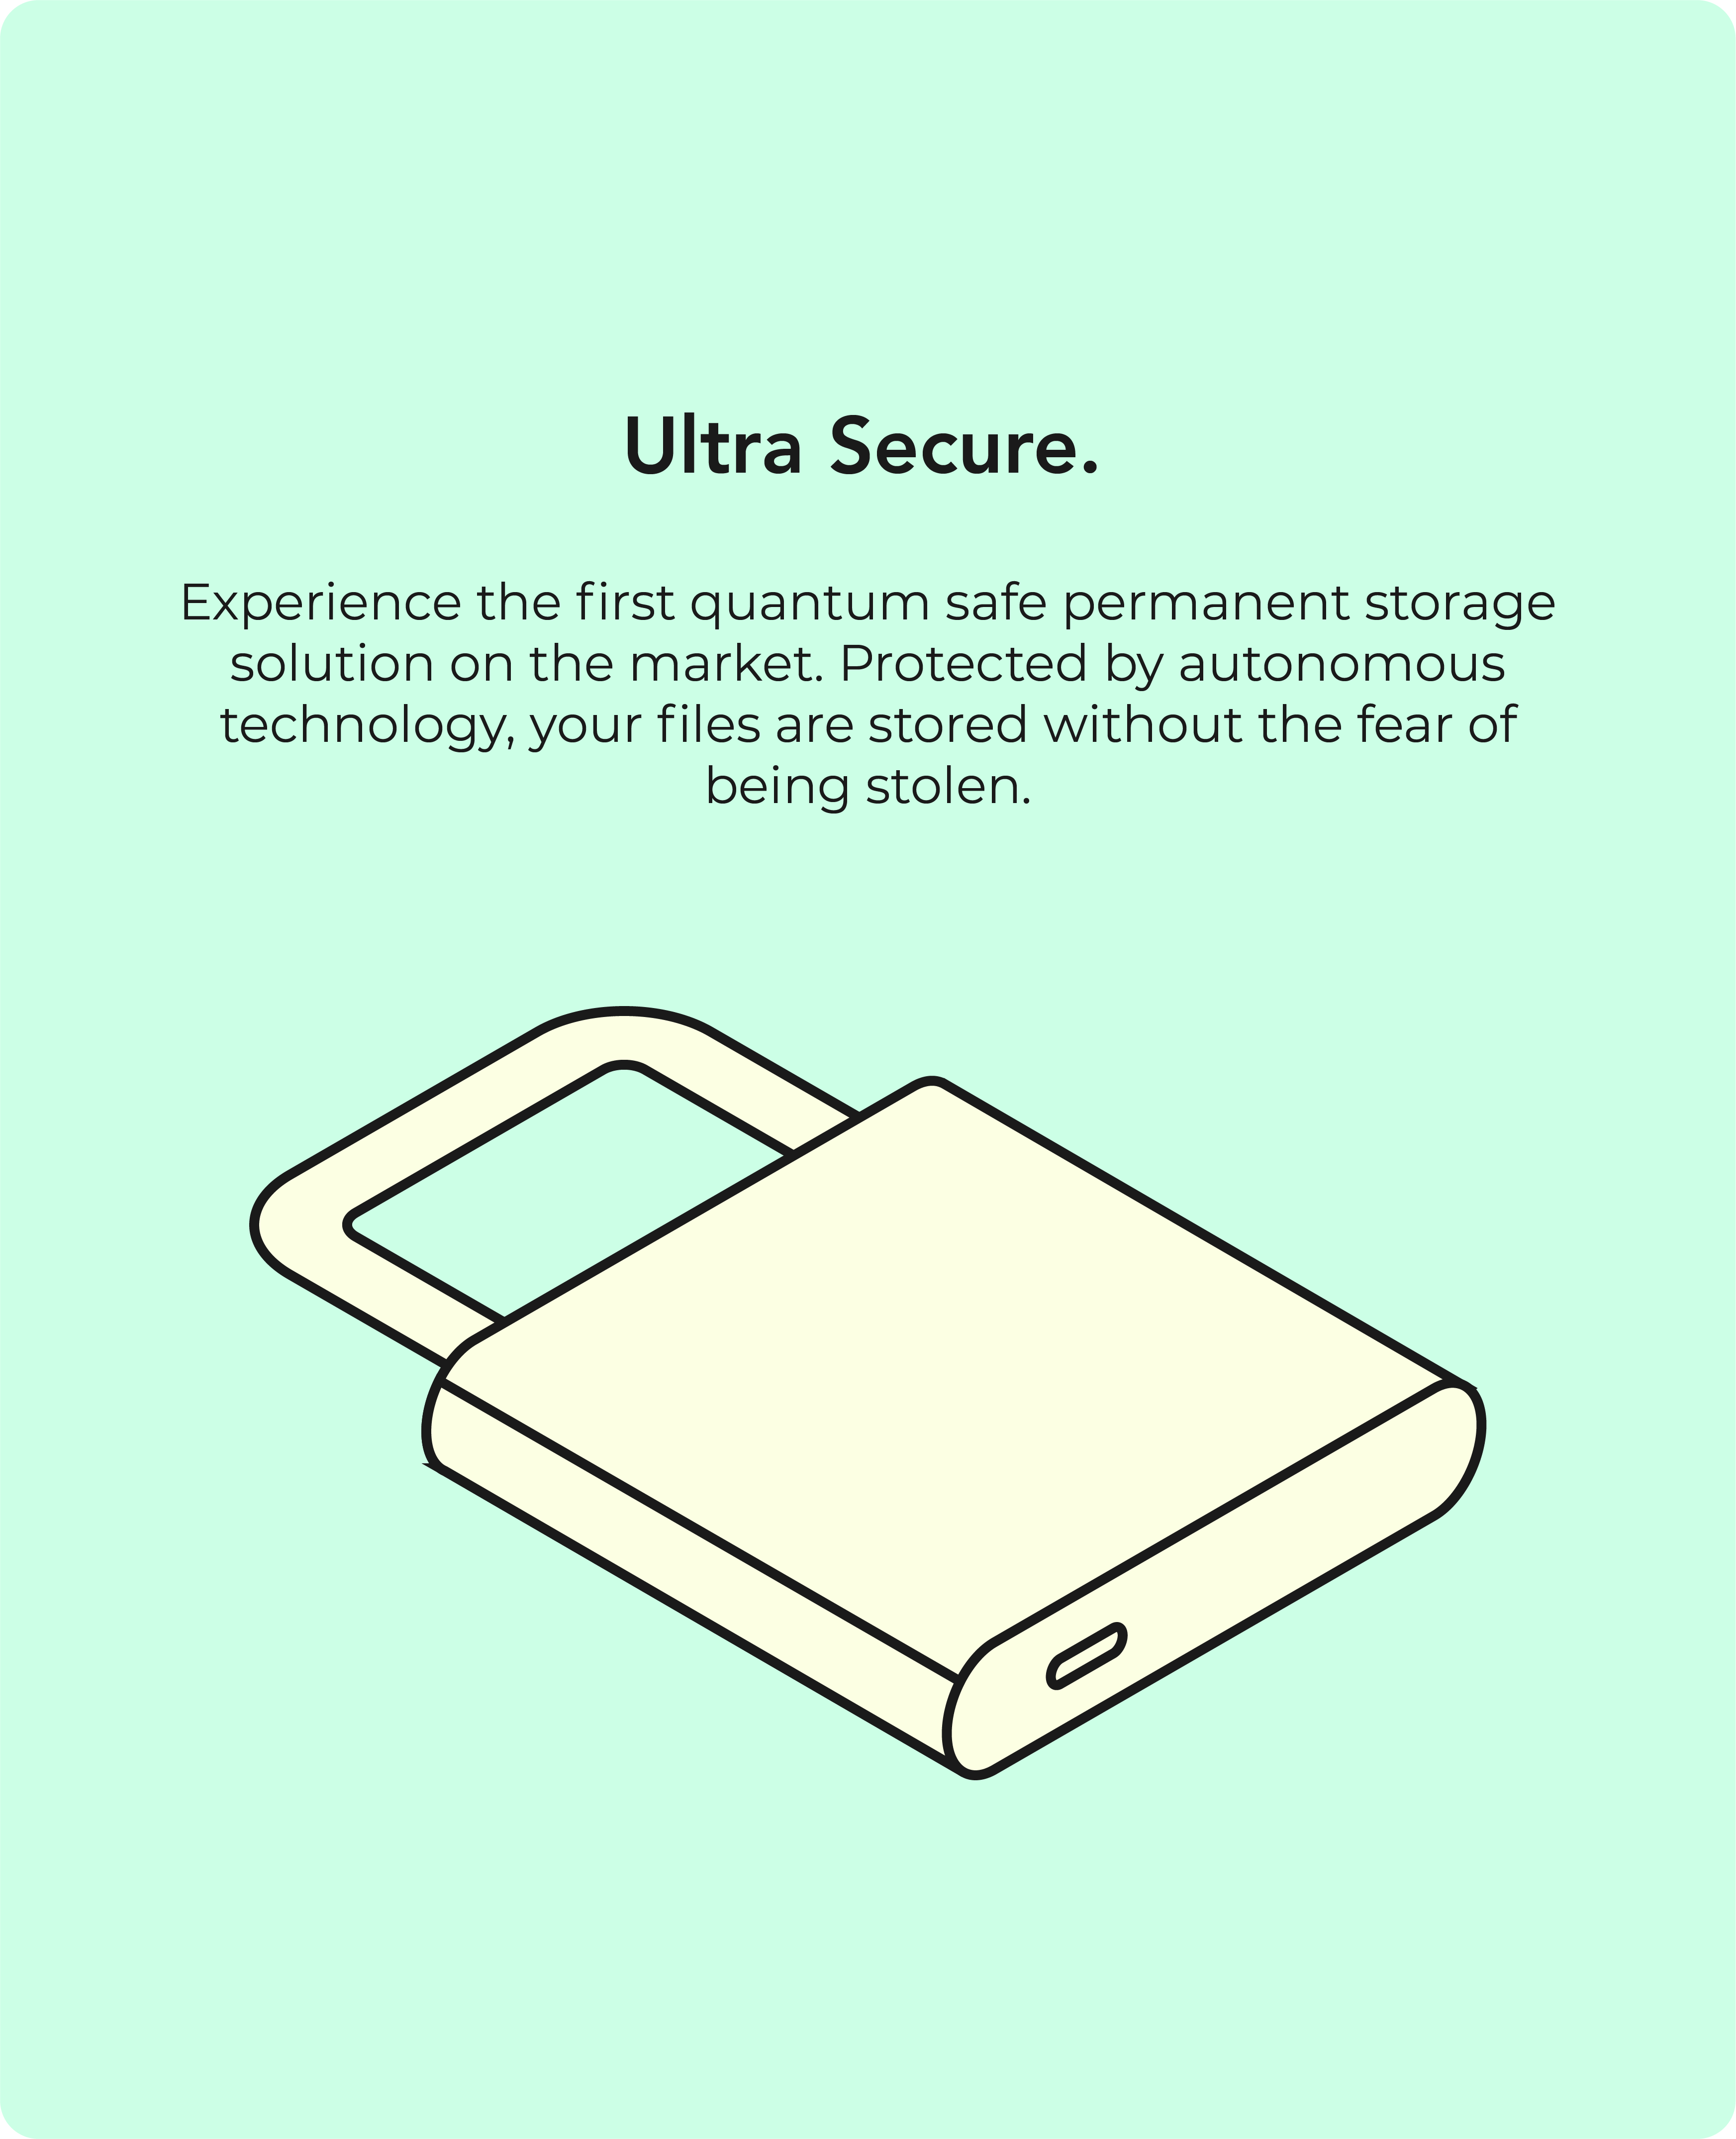 Ultra Secure.
Experience the first quantum safe permanent storage
solution on the market. Protected by autonomous
technology, your files are stored without the fear of
being stolen.